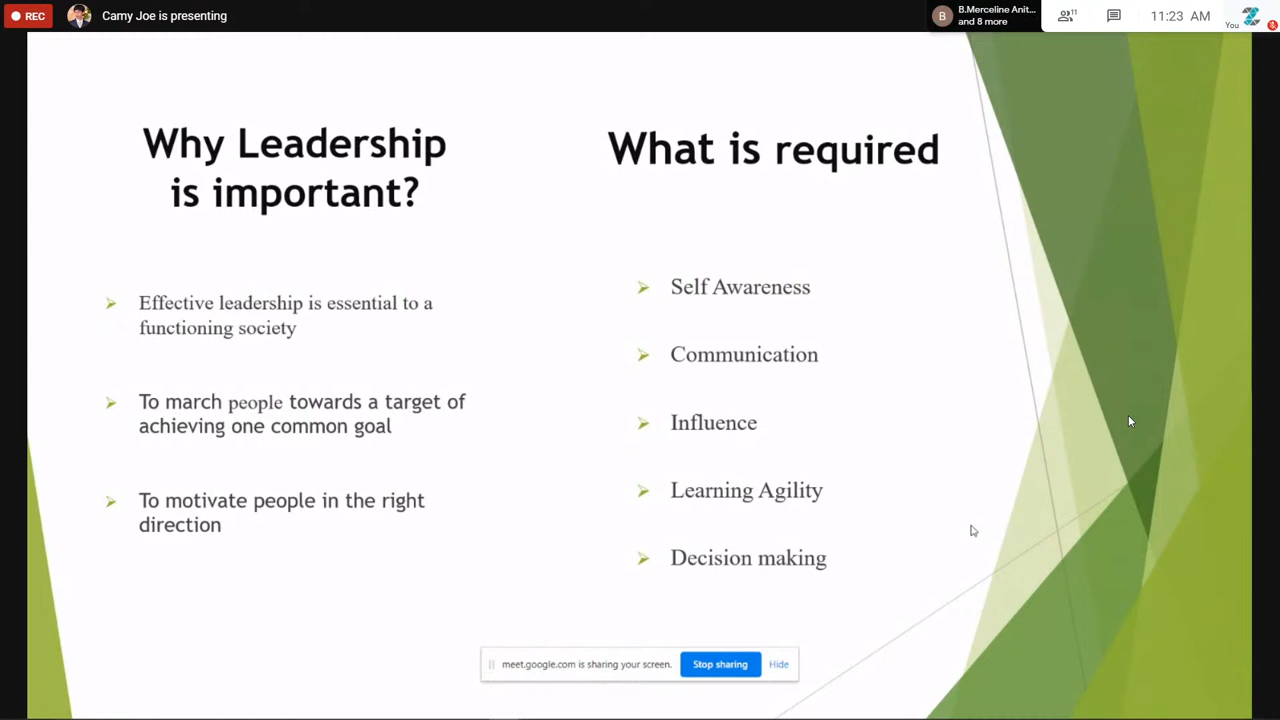 REC
Camy Joe is presenting
B
B.Merceline Anit...
and 8 more
11
11:23 AM
You
Why Leadership
is important?
Effective leadership is essential to a
functioning society
To march people towards a target of
achieving one common goal
To motivate people in the right
direction
What is required
Self Awareness
Communication
Influence
Learning Agility
Decision making
meet.google.com is sharing your screen.
Stop sharing
Hide